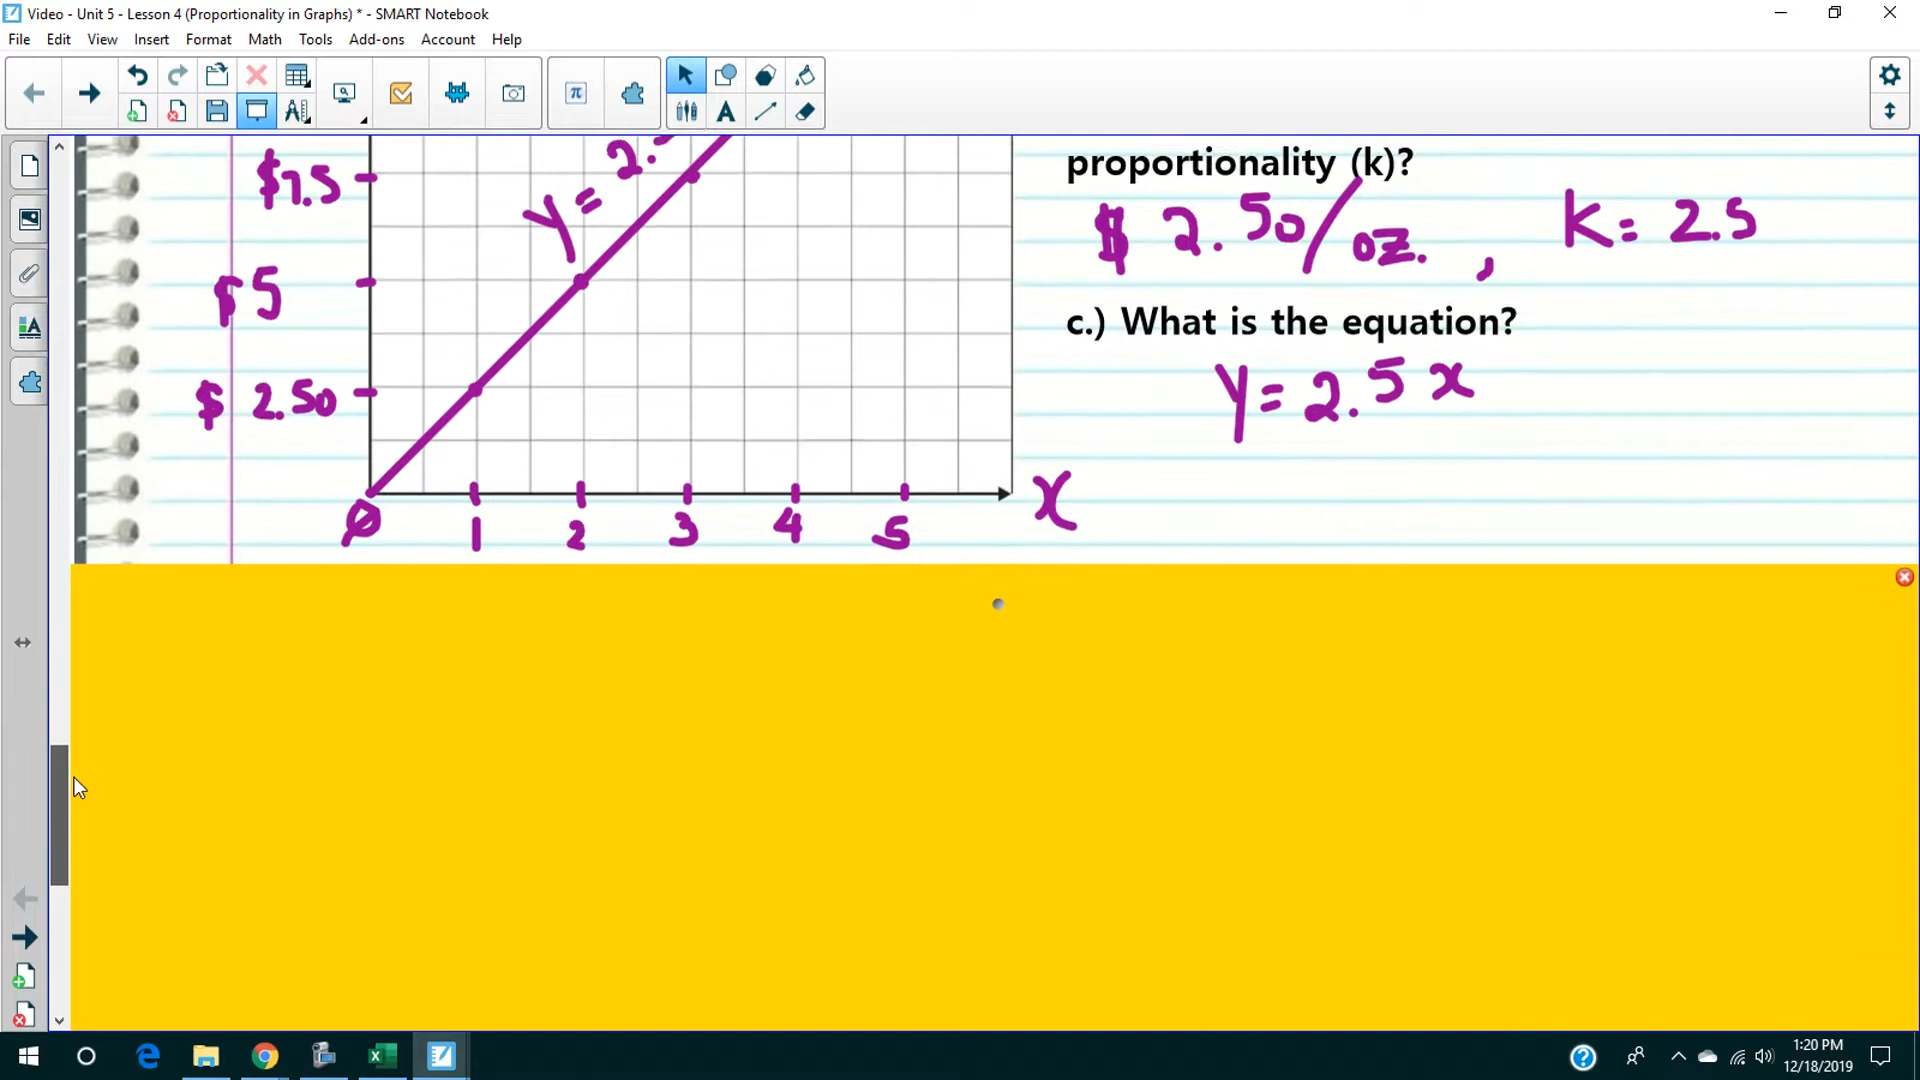 Video - Unit 5 - Lesson 4 (Proportionality in Graphs) * - SMART Notebook
File Edit View Insert Format Math Tools Add-ons Account Help
proportionality (k)?
$7.5
y = 2.5
$ 2.50/oz. , K = 2.5
$5
c.) What is the equation?
$ 2.50
y = 2.5 x
x
0 1 2 3 4 5
1:20 PM
12/18/2019